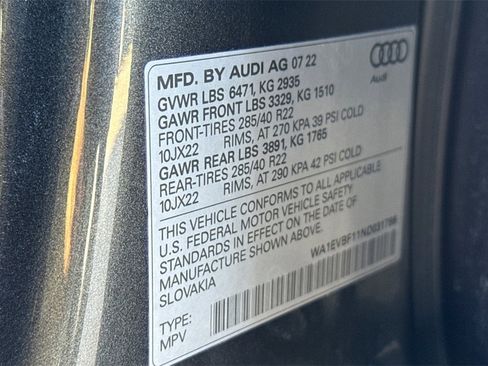 MFD. BY AUDI AG 07 22
GVWR LBS 6471, KG 2935
GAWR FRONT LBS 3329, KG 1510
FRONT-TIRES 285/40 R22
10JX22 RIMS, AT 270 KPA 39 PSI COLD
GAWR REAR LBS 3891, KG 1765
REAR-TIRES 285/40 R22
10JX22 RIMS, AT 290 KPA 42 PSI COLD
THIS VEHICLE CONFORMS TO ALL APPLICABLE
U.S. FEDERAL MOTOR VEHICLE SAFETY
STANDARDS IN EFFECT ON THE DATE OF
MANUFACTURE SHOWN ABOVE.
SLOVAKIA
WA1EVBF11ND031766
TYPE:
MPV
Audi